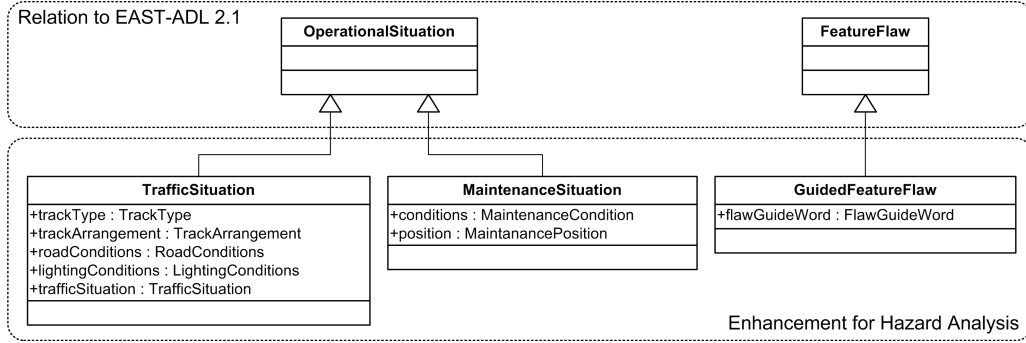 Relation to EAST-ADL 2.1
OperationalSituation
FeatureFlaw
TrafficSituation
+trackType : TrackType
+trackArrangement : TrackArrangement
+roadConditions : RoadConditions
+lightingConditions : LightingConditions
+trafficSituation : TrafficSituation
MaintenanceSituation
+conditions : MaintenanceCondition
+position : MaintanancePosition
GuidedFeatureFlaw
+flawGuideWord : FlawGuideWord
Enhancement for Hazard Analysis